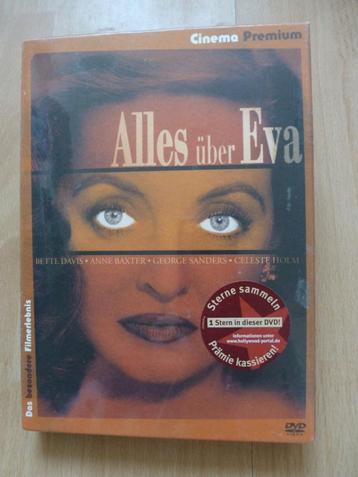 Cinema Premium
Alles über Eva
BETTE DAVIS • ANNE BAXTER • GEORGE SANDERS • CELESTE HOLM
Sterne sammeln
1 Stern in dieser DVD!
Informationen unter
www.hollywood-portal.de
Prämie kassieren!
Das besondere Filmerlebnis
DVD